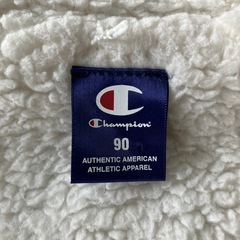 Champion
90
AUTHENTIC AMERICAN
ATHLETIC APPAREL